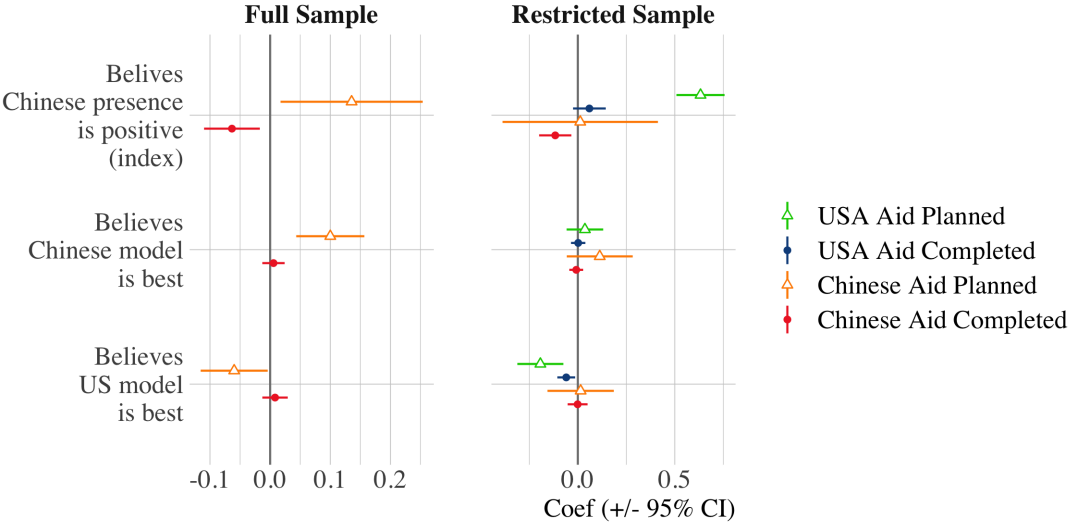 Full Sample
Restricted Sample
Belives
Chinese presence
is positive
(index)
Believes
Chinese model
is best
Believes
US model
is best
-0.1 0.0 0.1 0.2
0.0 0.5
Coef (+/- 95% CI)
USA Aid Planned
USA Aid Completed
Chinese Aid Planned
Chinese Aid Completed